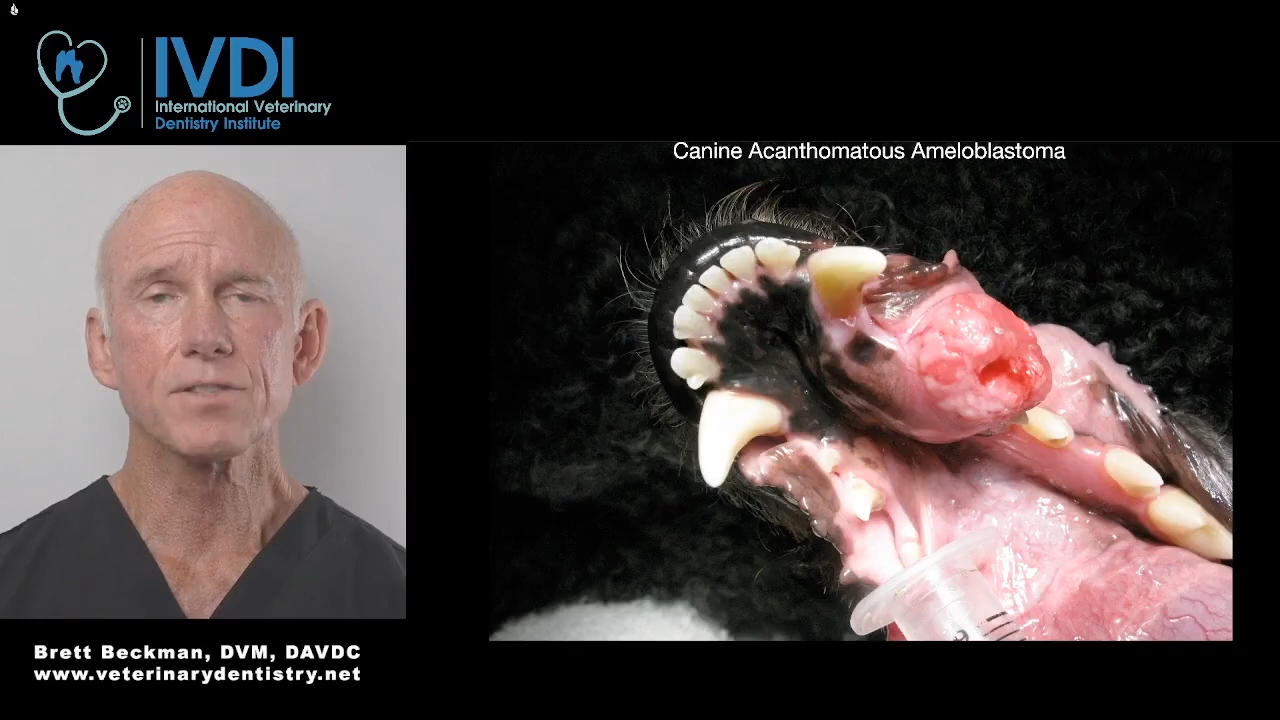 IVDI
International Veterinary
Dentistry Institute
Canine Acanthomatous Ameloblastoma
Brett Beckman, DVM, DAVDC
www.veterinarydentistry.net